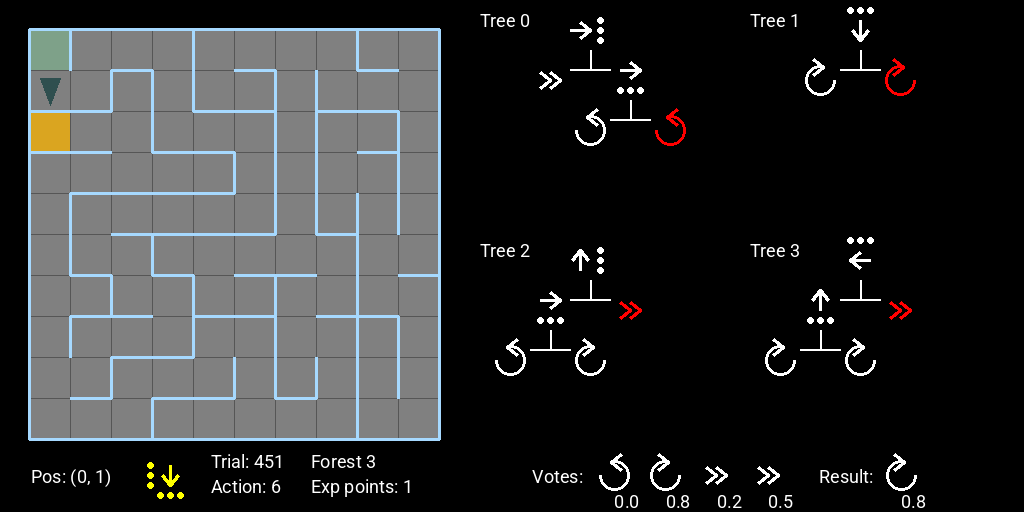 Tree 0
Tree 1
Tree 2
Tree 3
Pos: (0, 1)
Trial: 451
Forest 3
Action: 6
Exp points: 1
Votes:
0.0
0.8
0.2
0.5
Result:
0.8